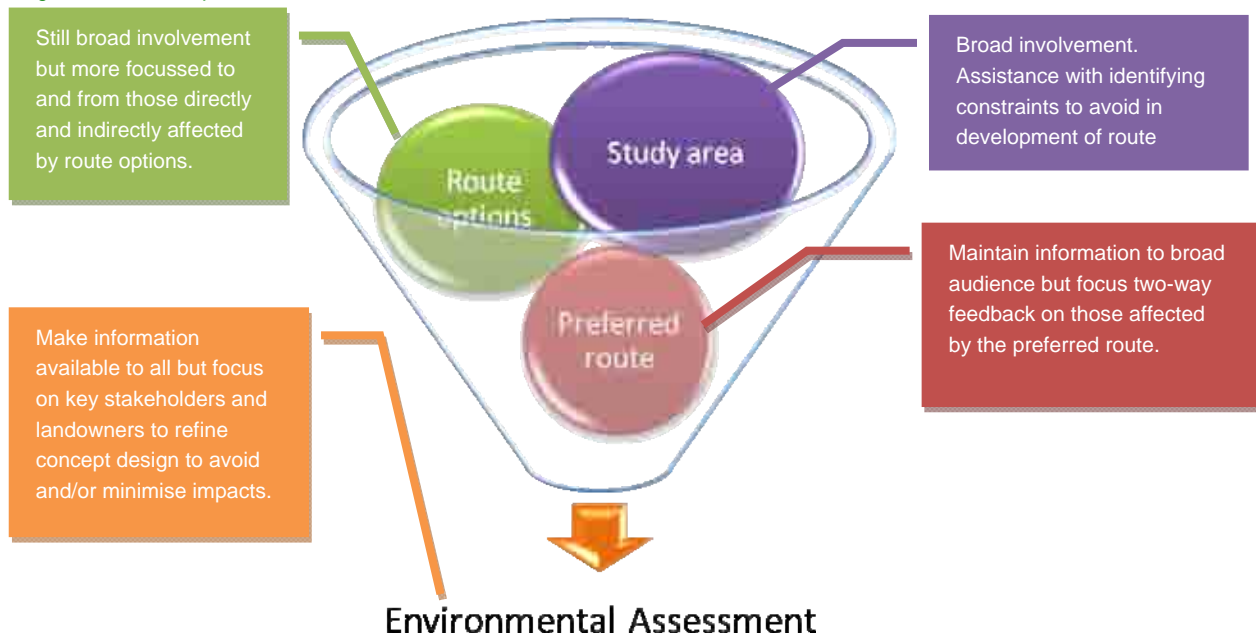 Still broad involvement
but more focussed to
and from those directly
and indirectly affected
by route options.
Broad involvement.
Assistance with identifying
constraints to avoid in
development of route
Study area
Route
options
Preferred
route
Maintain information to broad
audience but focus two-way
feedback on those affected
by the preferred route.
Make information
available to all but focus
on key stakeholders and
landowners to refine
concept design to avoid
and/or minimise impacts.
Environmental Assessment